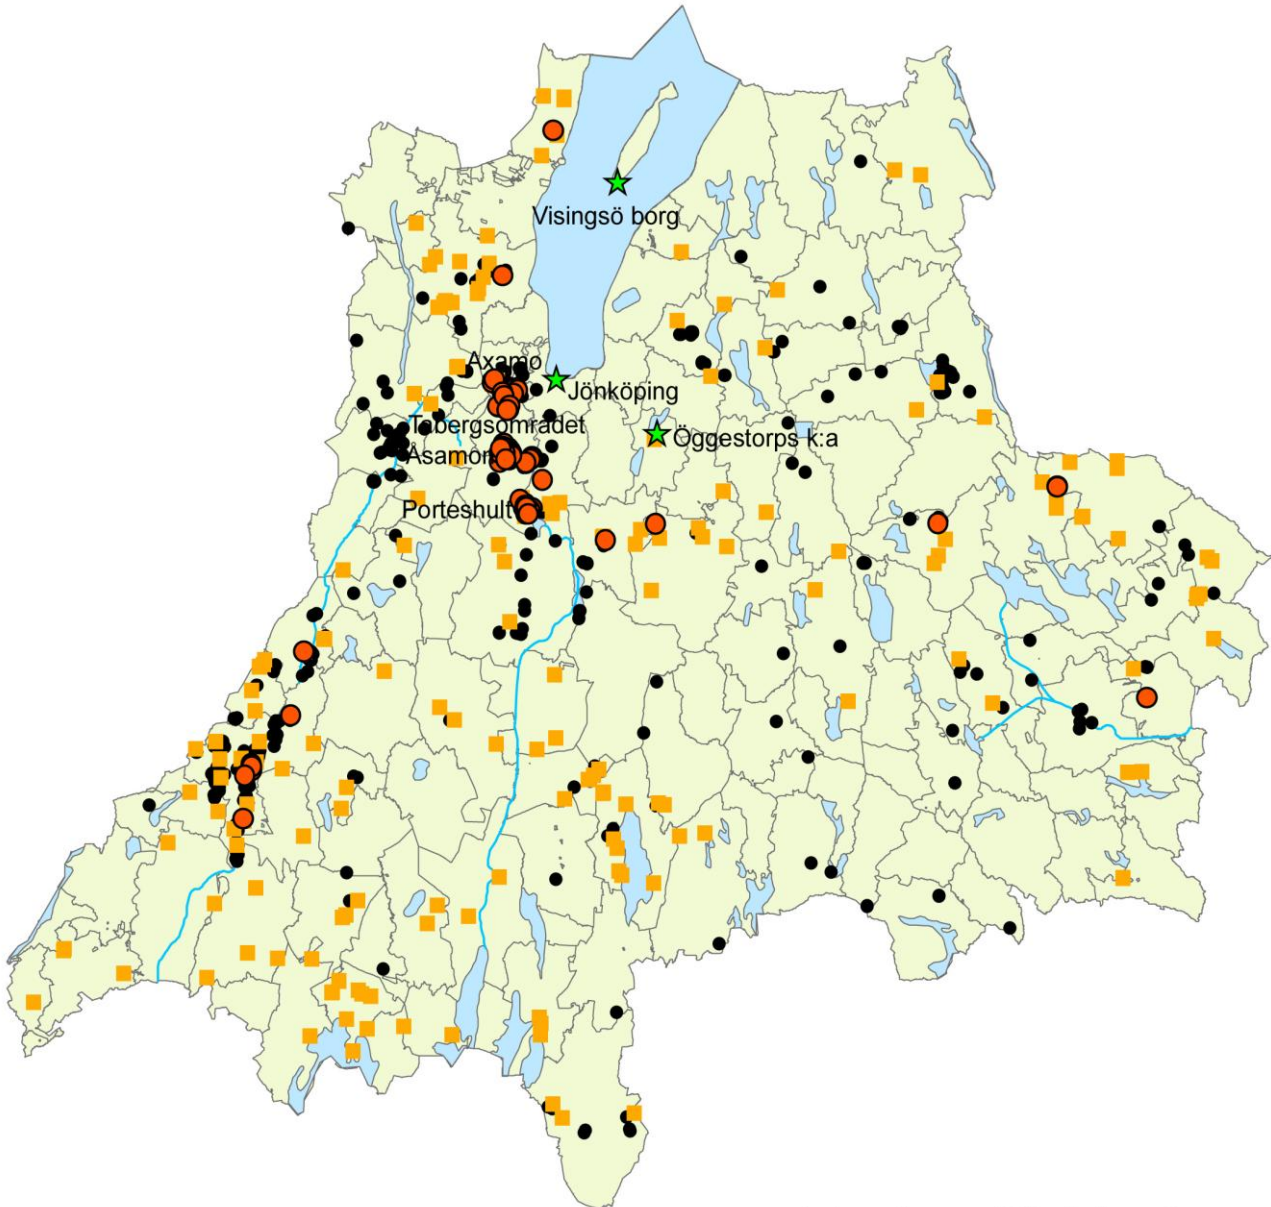 Visingsö borg
Axamo
Jönköping
Tabergsområdet
Öggestorps k:a
Åsamon
Porteshult